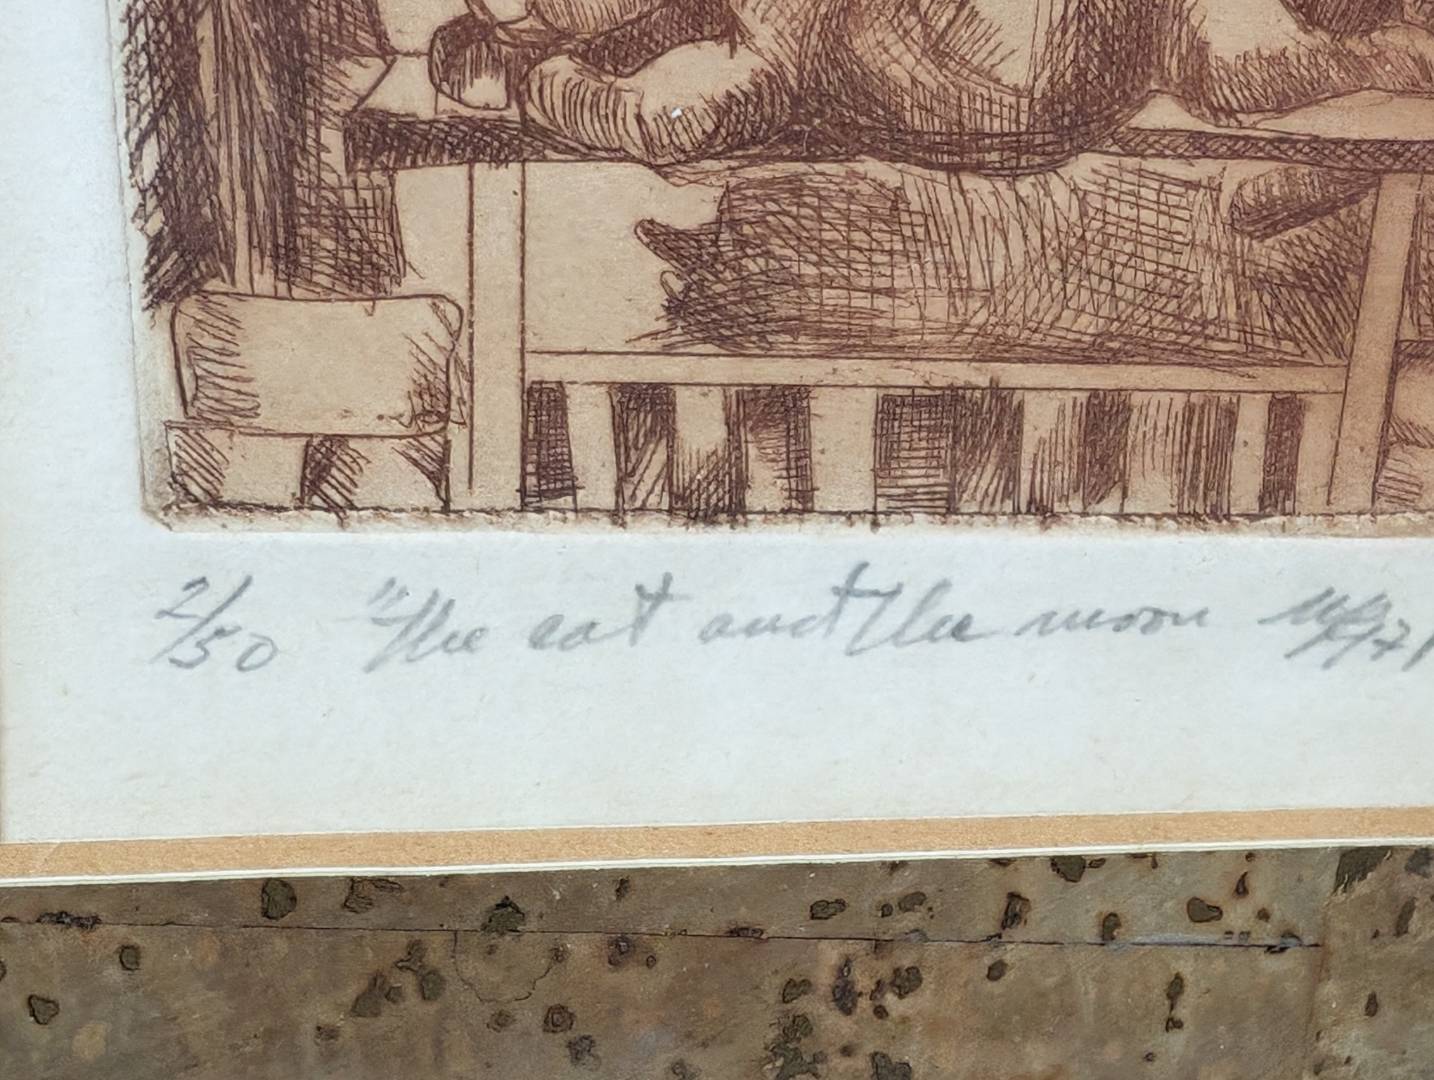 2/50 "The cat and the moon